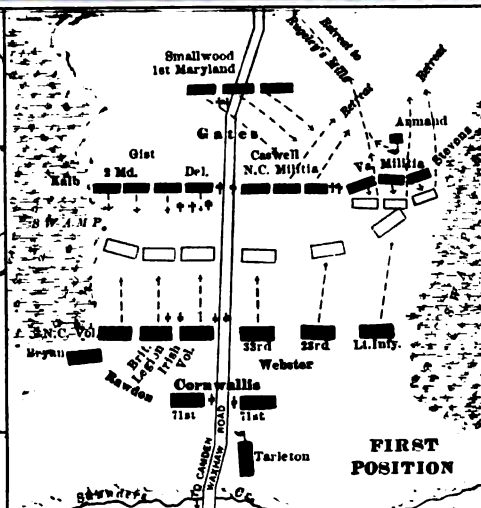 Retreat to
Rugeley's Mills
Retreat
Smallwood
1st Maryland
Retreat
Gates
Armand
Stevens
Gist
Caswell
Va. Militia
Kalb
2 Md.
Del.
N.C. Militia
SWAMP.
N.C. Vol.
Bryan
Brit.
Legion
Irish
Vol.
33rd
23rd
Lt. Infy.
Rawdon
Webster
Cornwallis
71st
71st
Tarleton
TO CAMDEN
WAXHAW ROAD
FIRST
POSITION
Saunders
Cr.